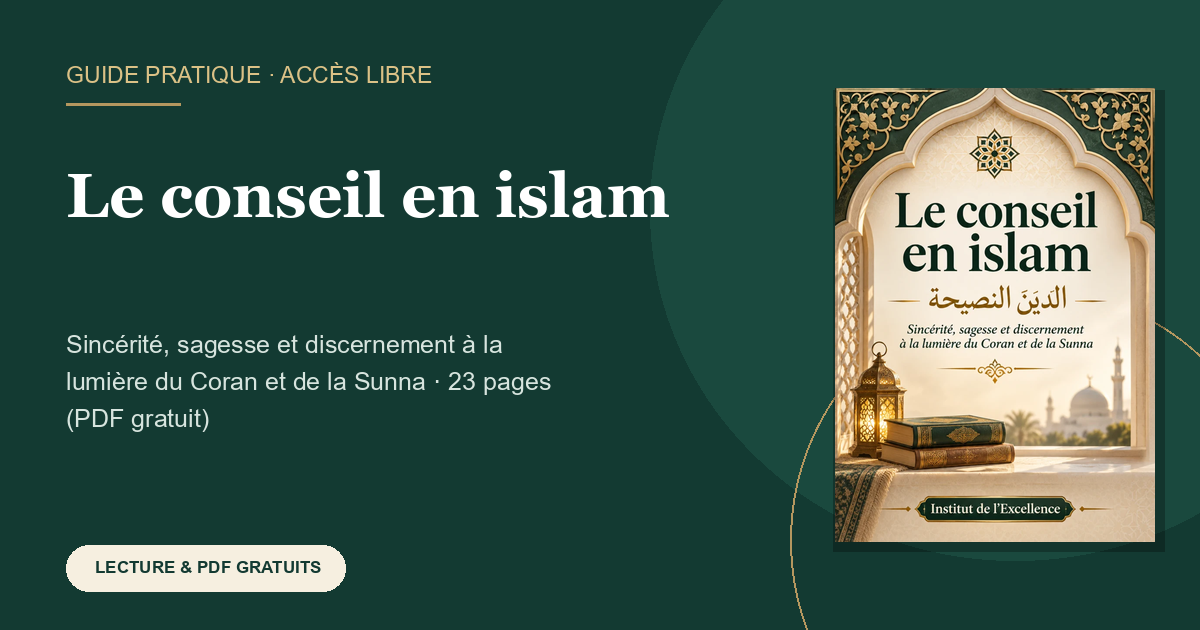 GUIDE PRATIQUE · ACCÈS LIBRE
Le conseil en islam
Sincérité, sagesse et discernement à la
lumière du Coran et de la Sunna · 23 pages
(PDF gratuit)
LECTURE & PDF GRATUITS
Le conseil
en islam
الدَيَنَ النصيحة
Sincérité, sagesse et discernement
à la lumière du Coran et de la Sunna
Institut de l'Excellence